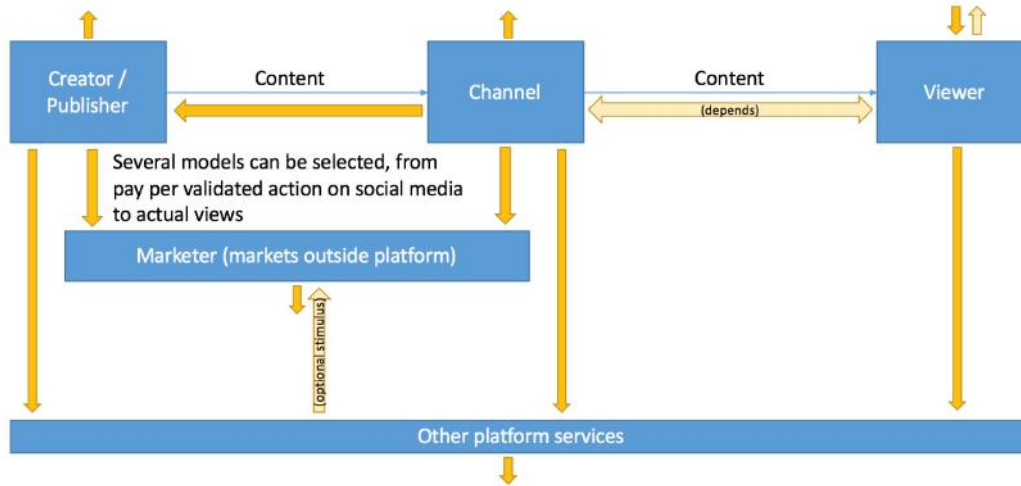 Creator /
Publisher
Content
Channel
Content
(depends)
Viewer
Several models can be selected, from
pay per validated action on social media
to actual views
Marketer (markets outside platform)
(optional stimulus)
Other platform services